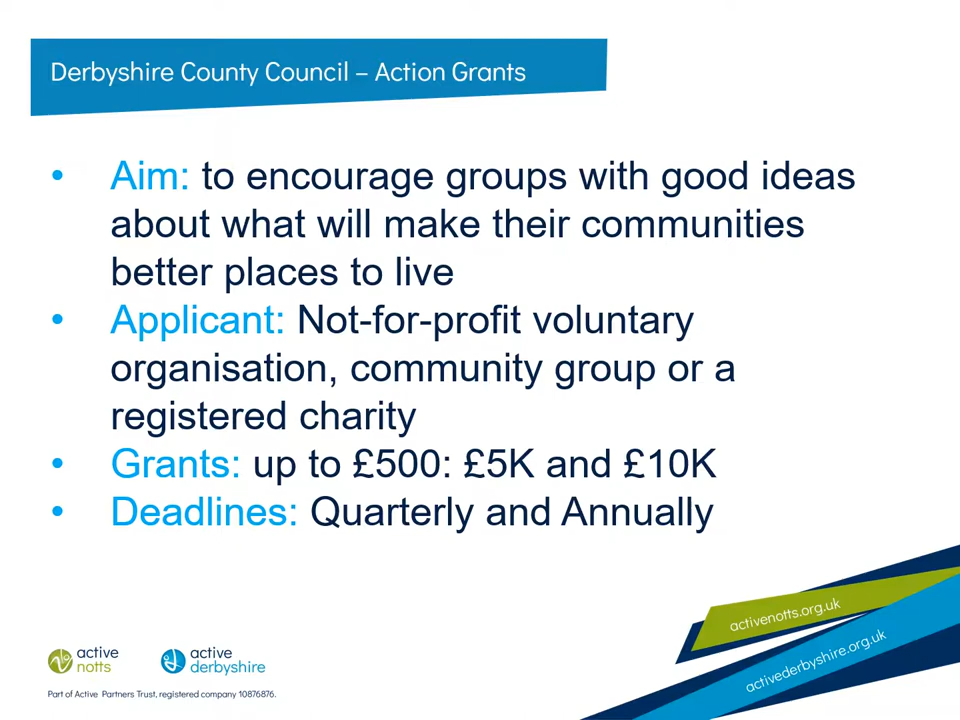 Derbyshire County Council – Action Grants
• Aim: to encourage groups with good ideas
about what will make their communities
better places to live
• Applicant: Not-for-profit voluntary
organisation, community group or a
registered charity
• Grants: up to £500: £5K and £10K
• Deadlines: Quarterly and Annually
activenotts.org.uk
activederbyshire.org.uk
active
notts
active
derbyshire
Part of Active Partners Trust, registered company 10876876.